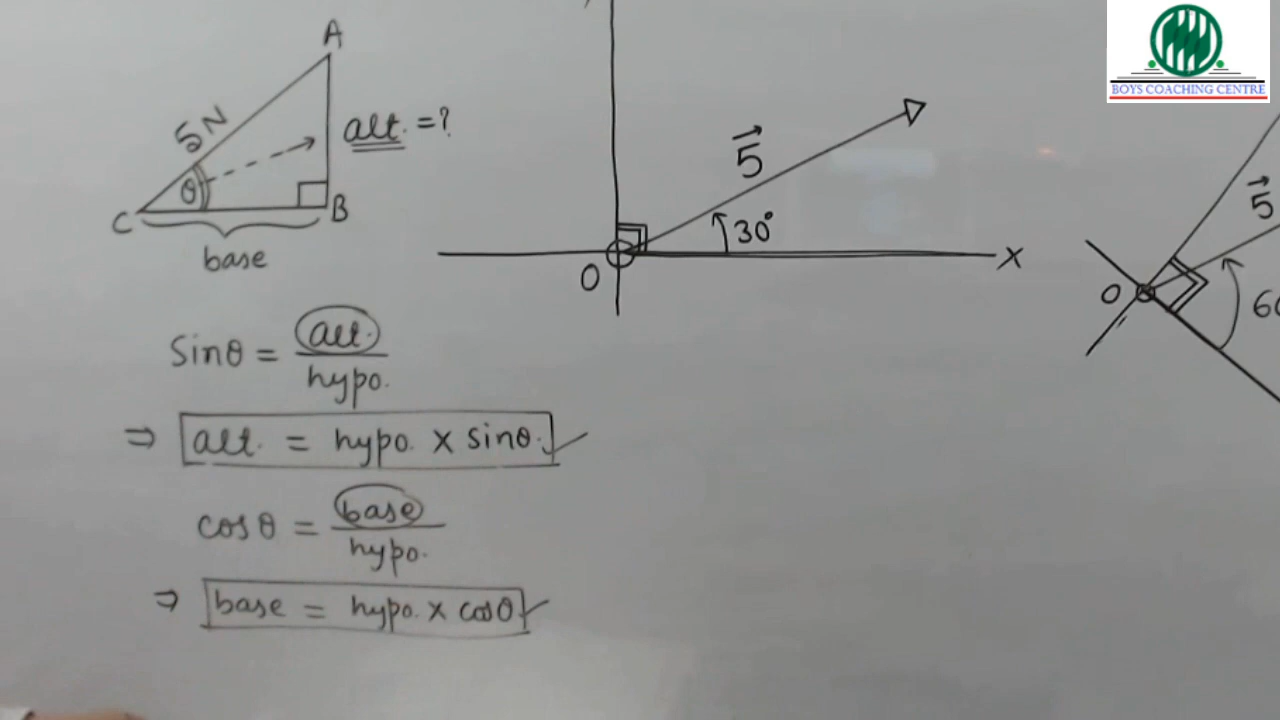 A
5N
alt. = ?
θ
C
B
base
sinθ = alt. / hypo.
⇒ alt. = hypo. × sinθ.
cosθ = base / hypo.
⇒ base = hypo. × cosθ
5
30°
O
X
5
O
BOYS COACHING CENTRE